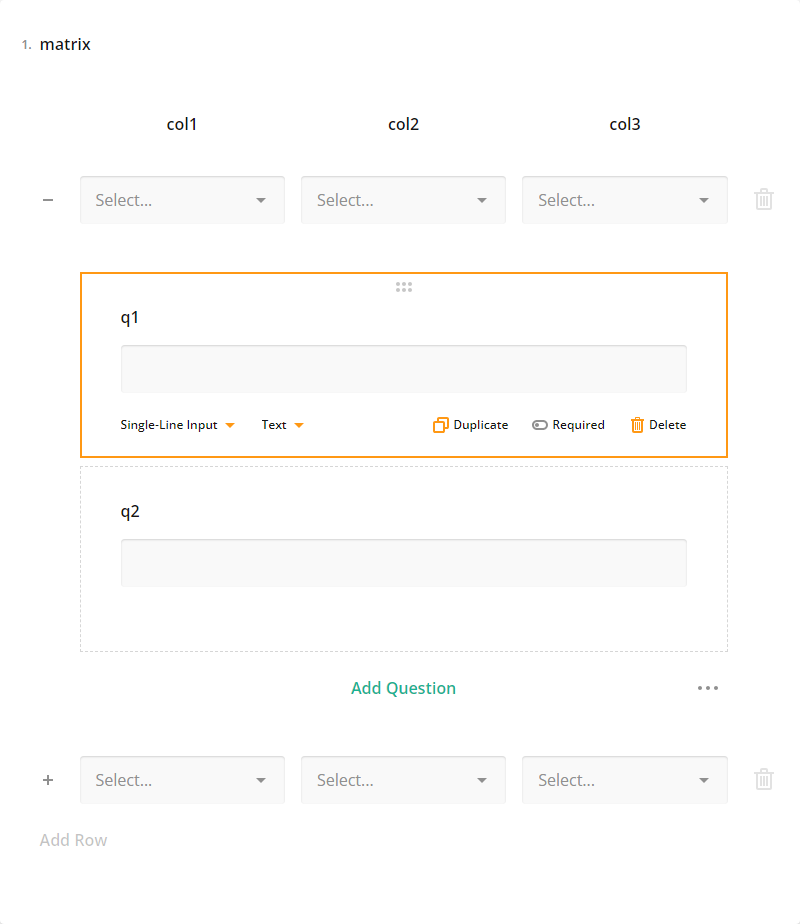 1. matrix
col1 col2 col3
Select... Select... Select...
q1
Single-Line Input Text Duplicate Required Delete
q2
Add Question
Select... Select... Select...
Add Row